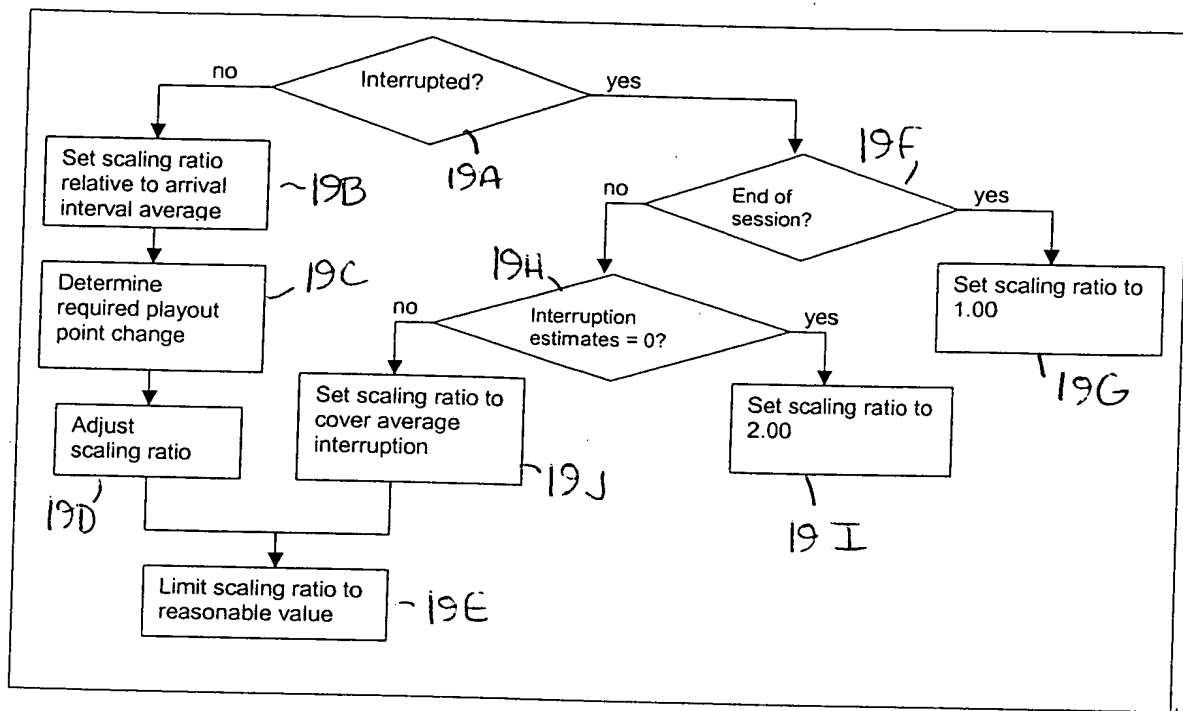 Interrupted?
no
yes
19A
Set scaling ratio
relative to arrival
interval average
~19B
19F
End of
session?
no
yes
Determine
required playout
point change
19C
19H
Interruption
estimates = 0?
no
yes
Set scaling ratio to
1.00
19G
Adjust
scaling ratio
19D
Set scaling ratio to
cover average
interruption
19J
Set scaling ratio to
2.00
19I
Limit scaling ratio to
reasonable value
-19E